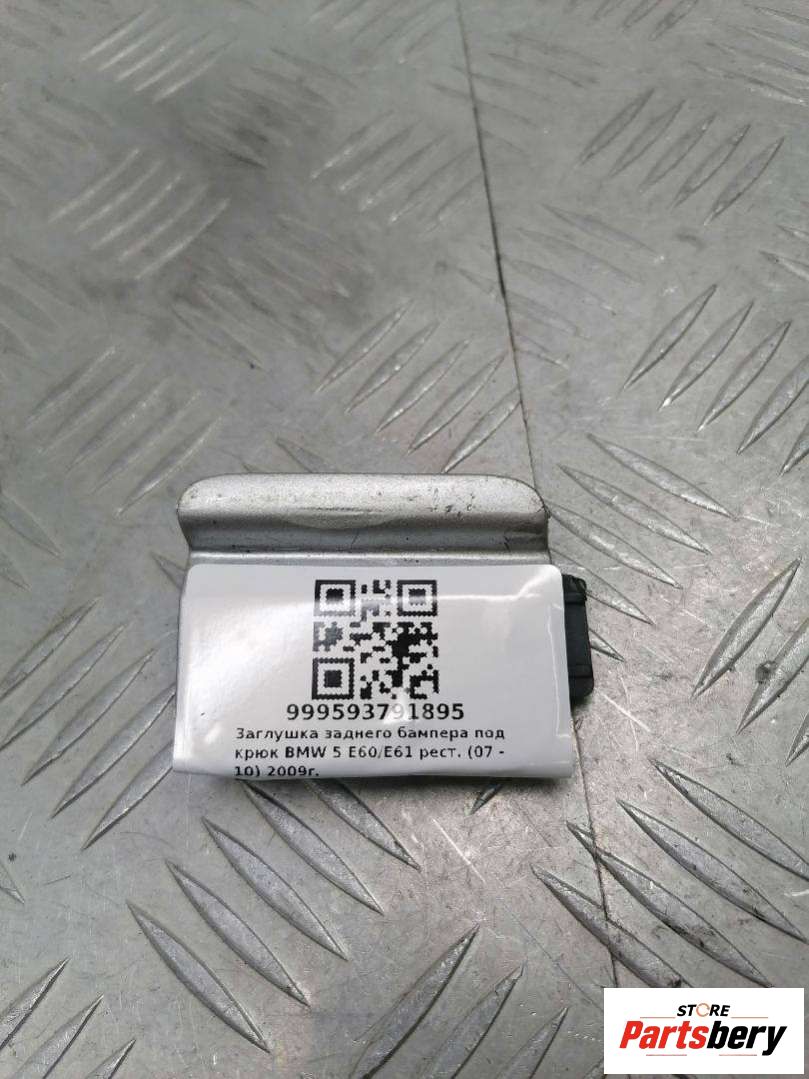 999593791895
Заглушка заднего бампера под
крюк BMW 5 E60/E61 рест. (07 -
10) 2009г.
STORE
Partsbery